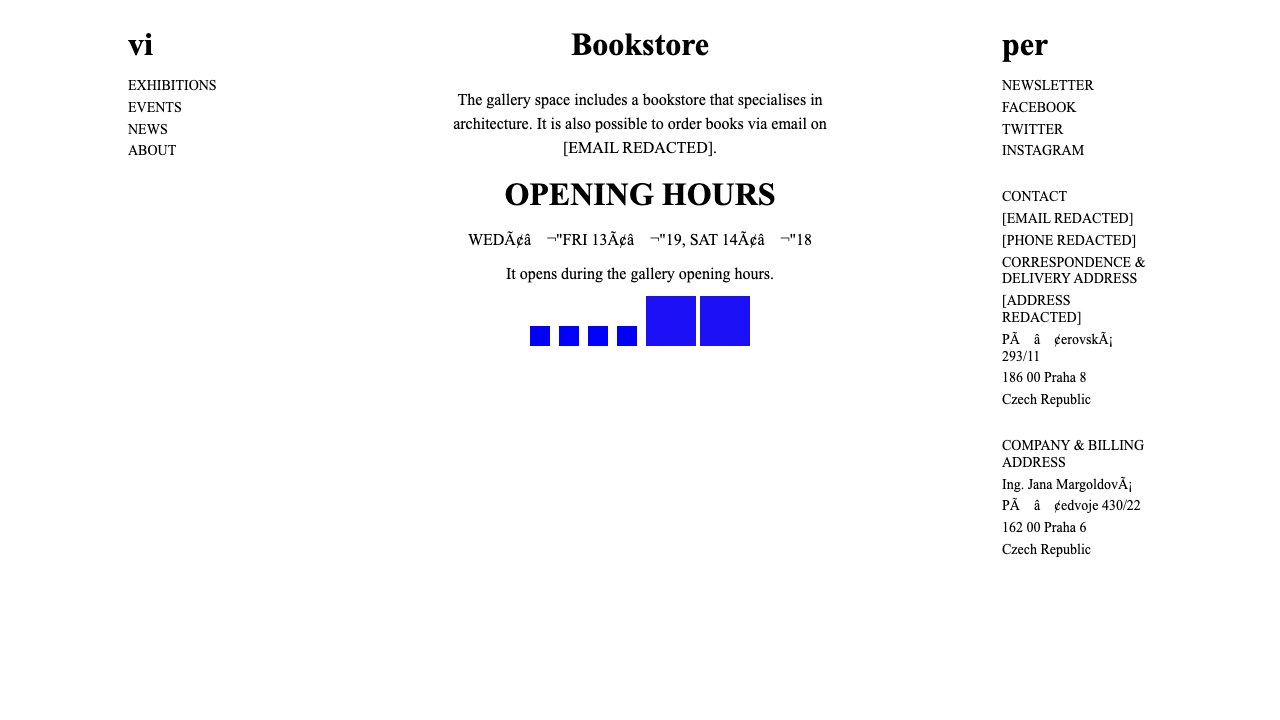 vi
EXHIBITIONS
EVENTS
NEWS
ABOUT
Bookstore
The gallery space includes a bookstore that specialises in
architecture. It is also possible to order books via email on
[EMAIL REDACTED].
OPENING HOURS
WEDÃ¢â ¬"FRI 13Ã¢â ¬"19, SAT 14Ã¢â ¬"18
It opens during the gallery opening hours.
per
NEWSLETTER
FACEBOOK
TWITTER
INSTAGRAM
CONTACT
[EMAIL REDACTED]
[PHONE REDACTED]
CORRESPONDENCE &
DELIVERY ADDRESS
[ADDRESS
REDACTED]
PÃ â ¢erovskÃ¡
293/11
186 00 Praha 8
Czech Republic
COMPANY & BILLING
ADDRESS
Ing. Jana MargoldovÃ¡
PÃ â ¢edvoje 430/22
162 00 Praha 6
Czech Republic